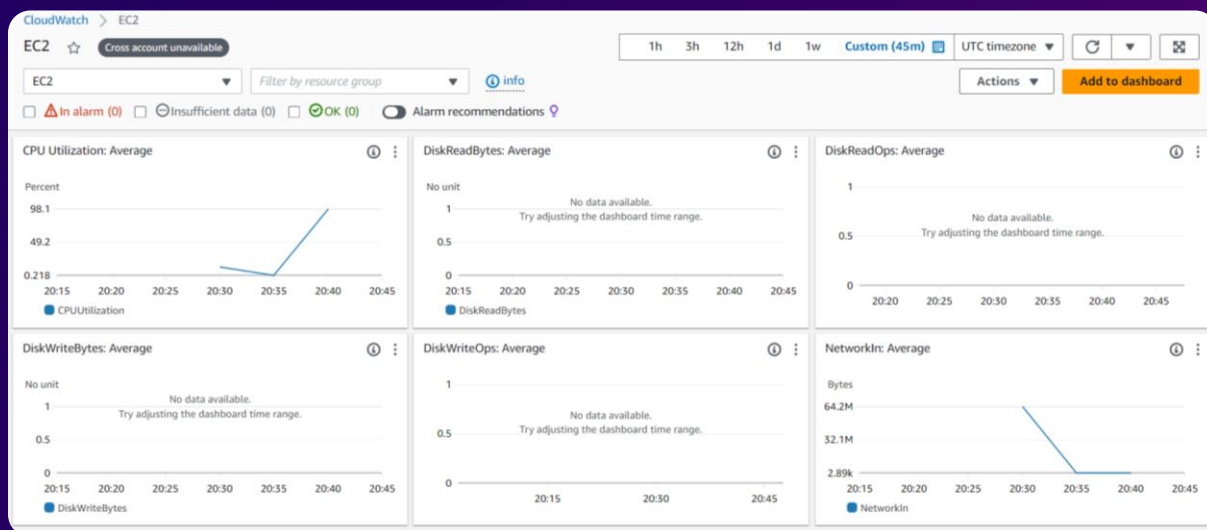 CloudWatch > EC2
EC2 Cross account unavailable 1h 3h 12h 1d 1w Custom (45m) UTC timezone
EC2 Filter by resource group info Actions Add to dashboard
In alarm (0) Insufficient data (0) OK (0) Alarm recommendations
CPU Utilization: Average
Percent
98.1
49.2
0.218
20:15 20:20 20:25 20:30 20:35 20:40 20:45
CPUUtilization
DiskReadBytes: Average
No unit
No data available.
Try adjusting the dashboard time range.
1
0.5
0
20:15 20:20 20:25 20:30 20:35 20:40 20:45
DiskReadBytes
DiskReadOps: Average
1
No data available.
Try adjusting the dashboard time range.
0.5
0
20:20 20:25 20:30 20:35 20:40 20:45
DiskWriteBytes: Average
No unit
No data available.
Try adjusting the dashboard time range.
1
0.5
0
20:15 20:20 20:25 20:30 20:35 20:40 20:45
DiskWriteBytes
DiskWriteOps: Average
1
No data available.
Try adjusting the dashboard time range.
0.5
0
20:15 20:30 20:45
NetworkIn: Average
Bytes
64.2M
32.1M
2.89k
20:15 20:20 20:25 20:30 20:35 20:40 20:45
NetworkIn